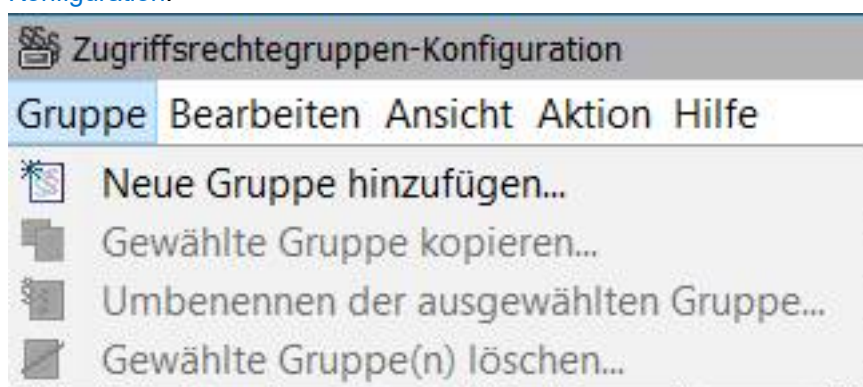 Konfiguration.
Zugriffsrechtegruppen-Konfiguration
Gruppe Bearbeiten Ansicht Aktion Hilfe
Neue Gruppe hinzufügen...
Gewählte Gruppe kopieren...
Umbenennen der ausgewählten Gruppe...
Gewählte Gruppe(n) löschen...